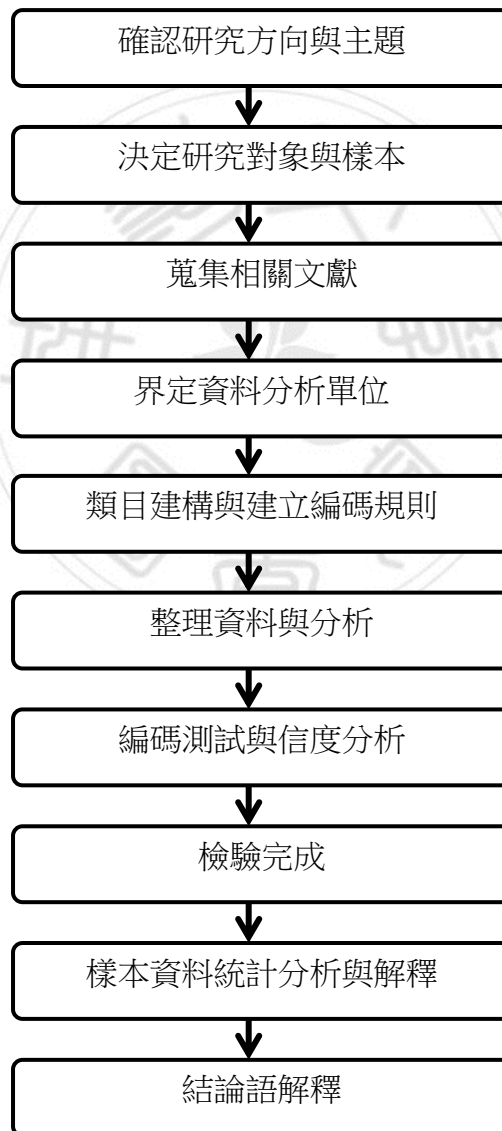 確認研究方向與主題
決定研究對象與樣本
蒐集相關文獻
界定資料分析單位
類目建構與建立編碼規則
整理資料與分析
編碼測試與信度分析
檢驗完成
樣本資料統計分析與解釋
結論語解釋